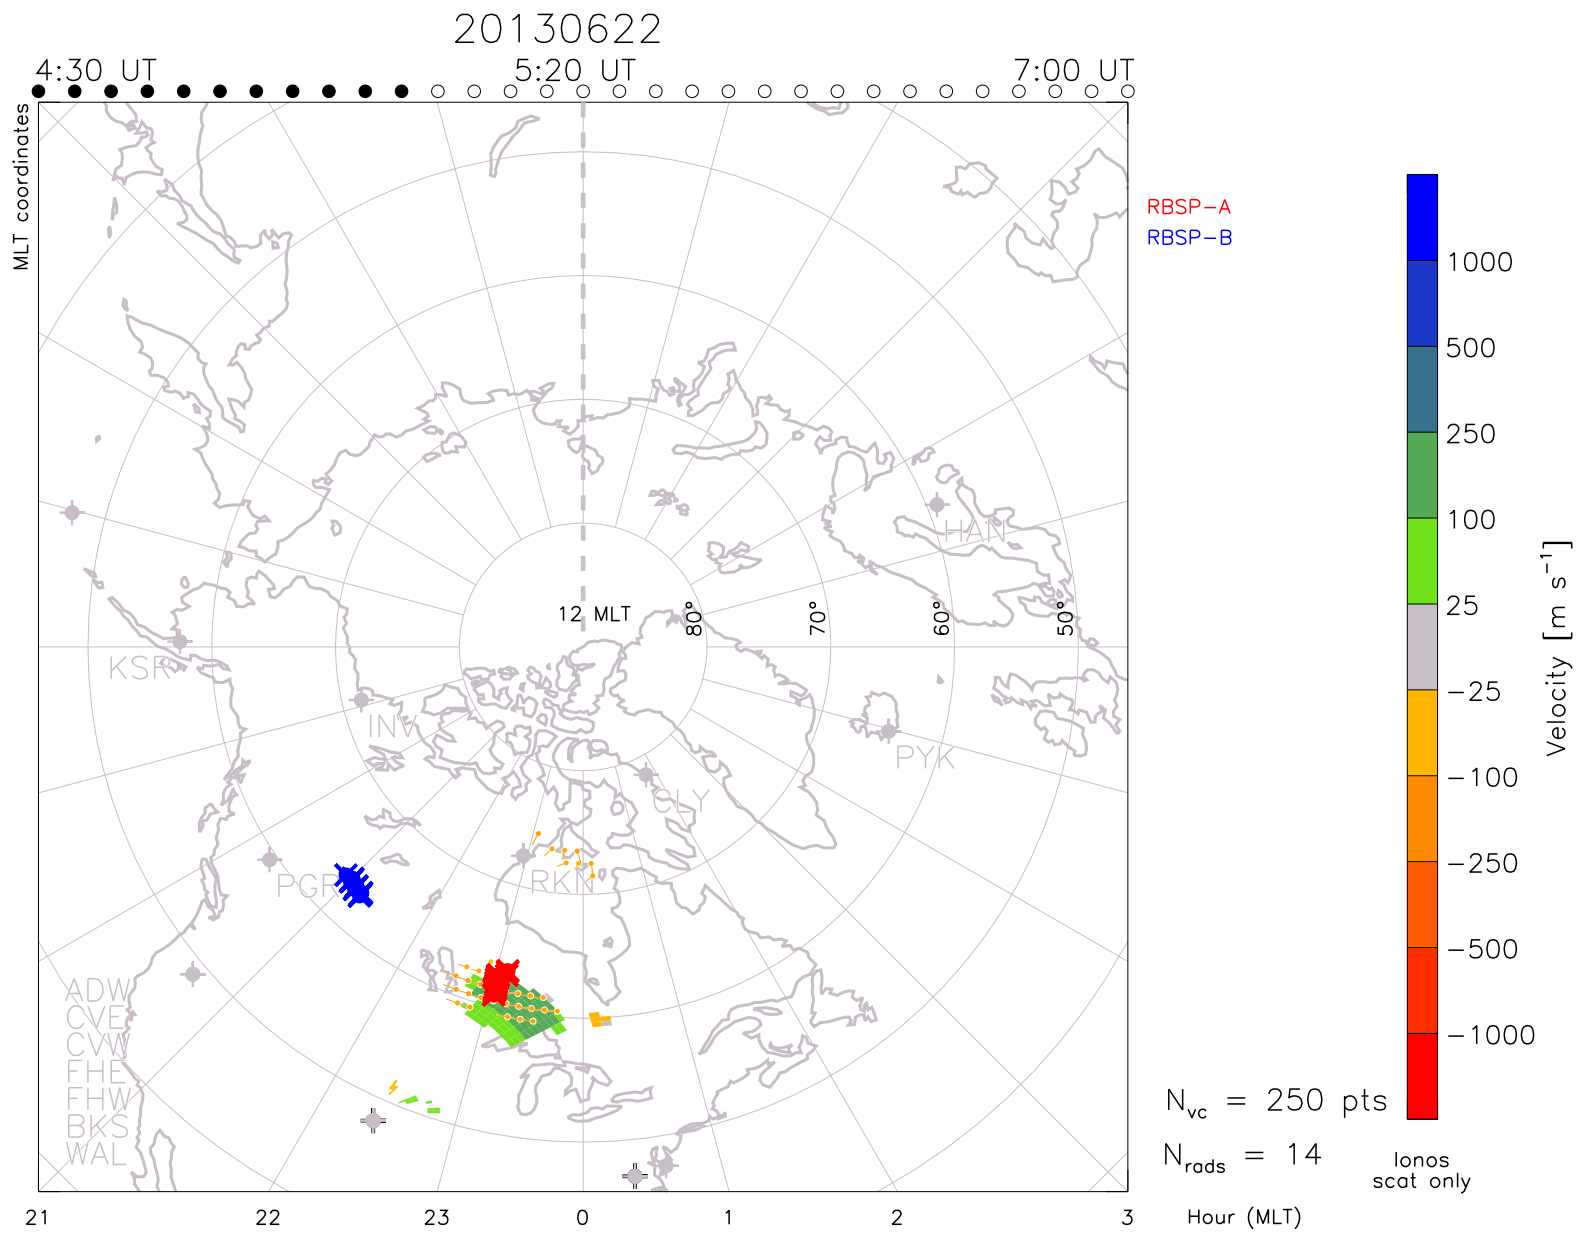 20130622
4:30 UT 5:20 UT 7:00 UT
MLT coordinates
RBSP-A
RBSP-B
1000
500
250
100
25
-25
-100
-250
-500
-1000
Velocity [m s⁻¹]
12 MLT 80° 70° 60° 50°
HAN
KSR
INV
PYK
CLY
PGR
RKN
ADW
CVE
CVW
FHE
FHW
BKS
WAL
Nvc = 250 pts
Nrads = 14
Ionos
scat only
21 22 23 0 1 2 3 Hour (MLT)